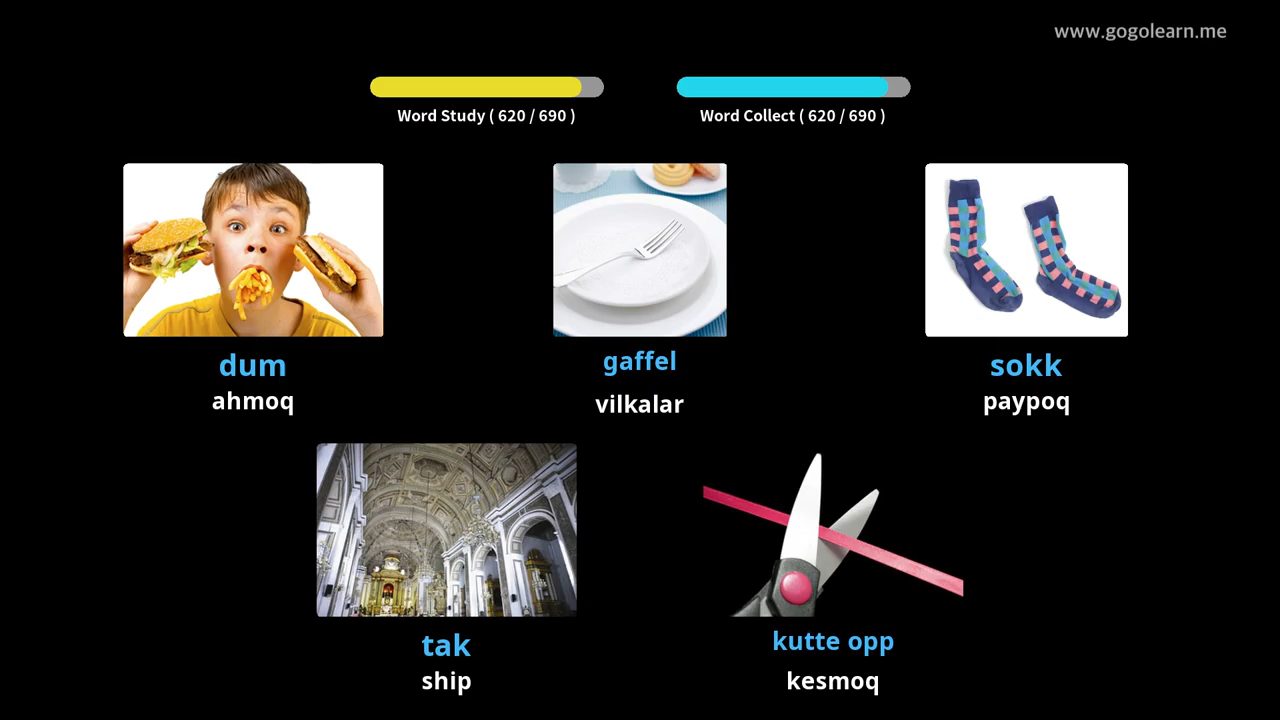 www.gogolearn.me
Word Study ( 620 / 690 )
Word Collect ( 620 / 690 )
dum
ahmoq
gaffel
vilkalar
sokk
paypoq
tak
ship
kutte opp
kesmoq